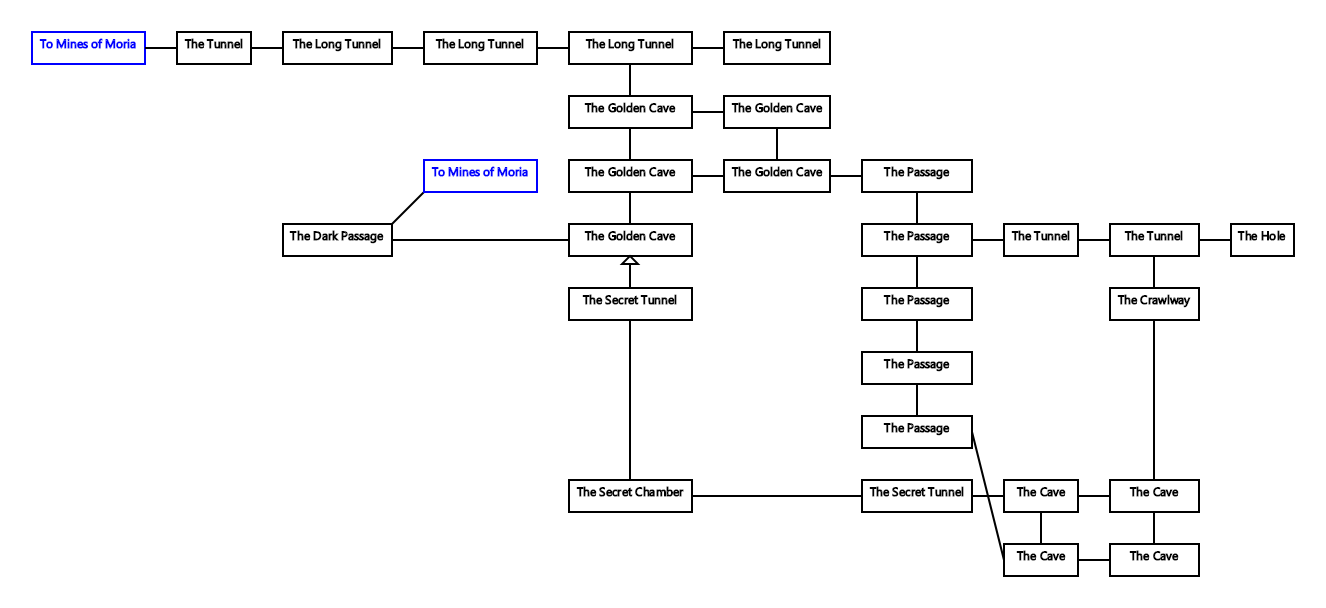 To Mines of Moria
The Tunnel
The Long Tunnel
The Long Tunnel
The Long Tunnel
The Long Tunnel
The Golden Cave
The Golden Cave
To Mines of Moria
The Golden Cave
The Golden Cave
The Passage
The Dark Passage
The Golden Cave
The Passage
The Tunnel
The Tunnel
The Hole
The Secret Tunnel
The Passage
The Crawlway
The Passage
The Passage
The Secret Chamber
The Secret Tunnel
The Cave
The Cave
The Cave
The Cave